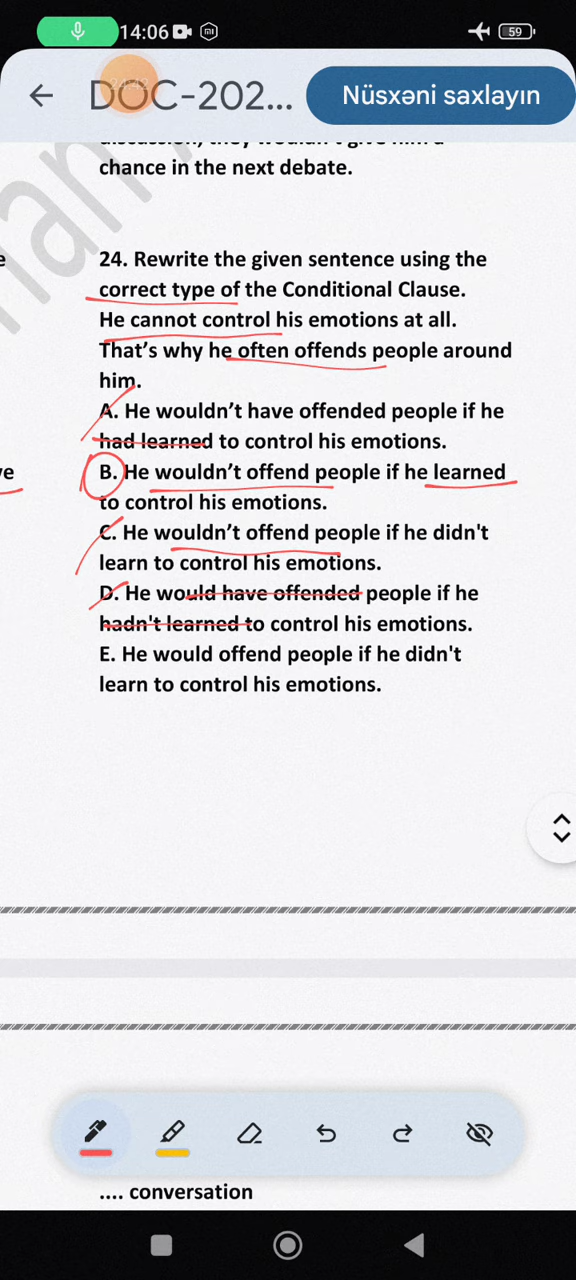 14:06
59
DOC-202...
Nüsxəni saxlayın
chance in the next debate.
24. Rewrite the given sentence using the
correct type of the Conditional Clause.
He cannot control his emotions at all.
That's why he often offends people around
him.
A. He wouldn't have offended people if he
had learned to control his emotions.
B. He wouldn't offend people if he learned
to control his emotions.
C. He wouldn't offend people if he didn't
learn to control his emotions.
D. He would have offended people if he
hadn't learned to control his emotions.
E. He would offend people if he didn't
learn to control his emotions.
.... conversation